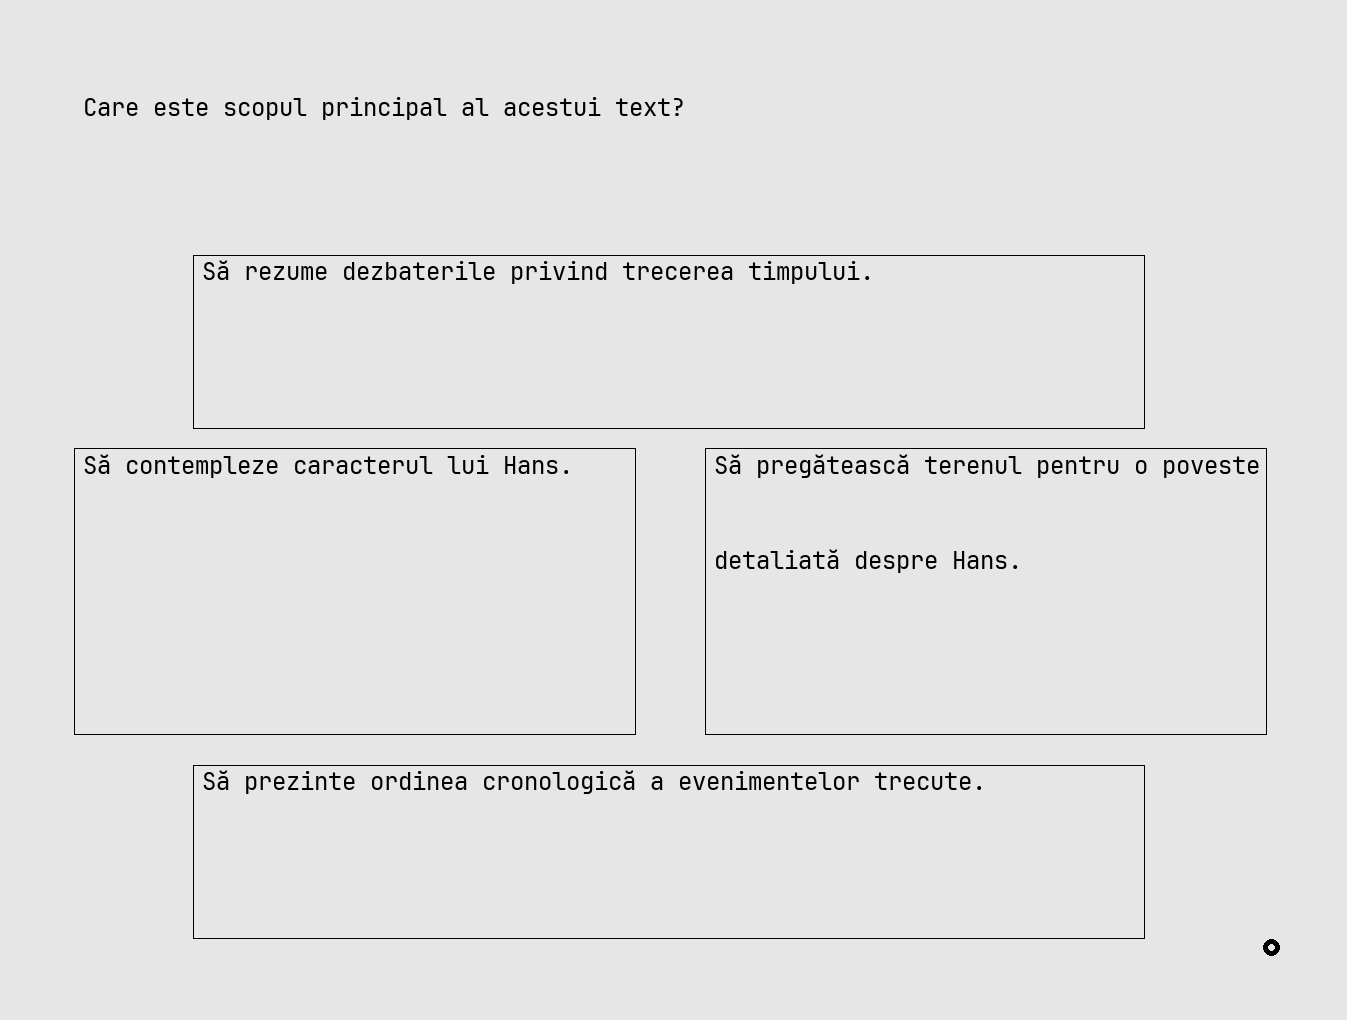 Care este scopul principal al acestui text?
Să rezume dezbaterile privind trecerea timpului.
Să contempleze caracterul lui Hans.
Să pregătească terenul pentru o poveste
detaliată despre Hans.
Să prezinte ordinea cronologică a evenimentelor trecute.